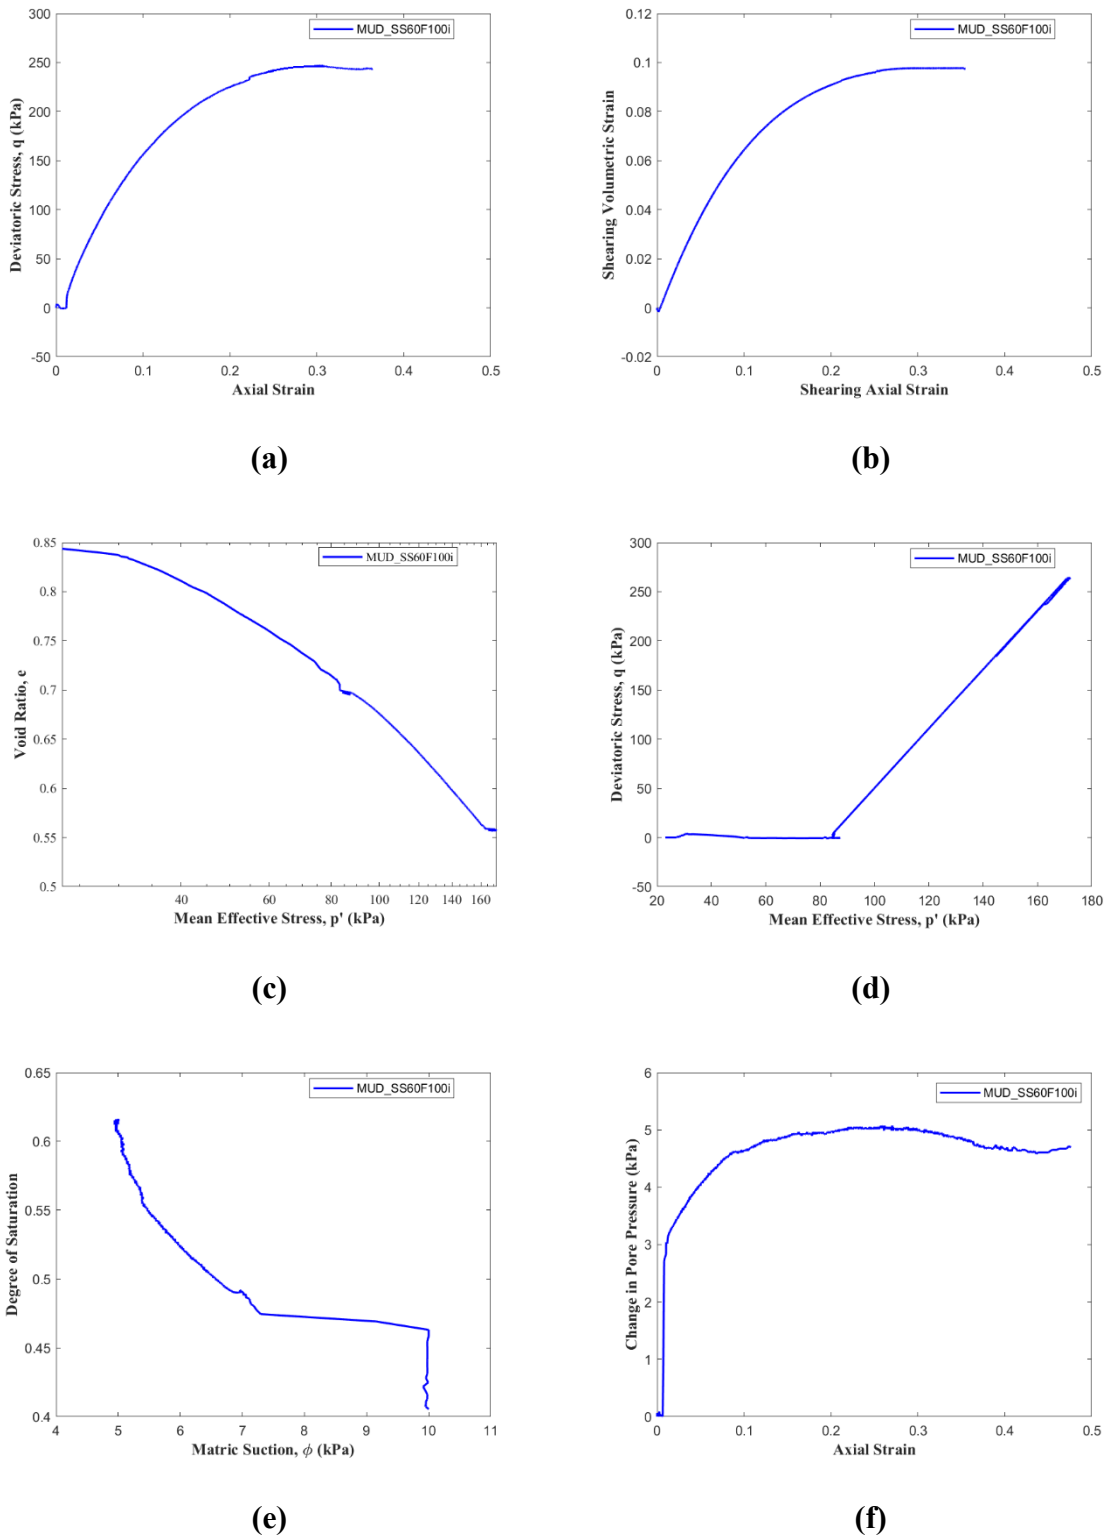 300
250
200
150
100
50
0
-50
Deviatoric Stress, q (kPa)
MUD_SS60F100i
0 0.1 0.2 0.3 0.4 0.5
Axial Strain
(a)
0.12
0.1
0.08
0.06
0.04
0.02
0
-0.02
Shearing Volumetric Strain
MUD_SS60F100i
0 0.1 0.2 0.3 0.4 0.5
Shearing Axial Strain
(b)
0.85
0.8
0.75
0.7
0.65
0.6
0.55
0.5
Void Ratio, e
MUD_SS60F100i
40 60 80 100 120 140 160
Mean Effective Stress, p' (kPa)
(c)
300
250
200
150
100
50
0
-50
Deviatoric Stress, q (kPa)
MUD_SS60F100i
20 40 60 80 100 120 140 160 180
Mean Effective Stress, p' (kPa)
(d)
0.65
0.6
0.55
0.5
0.45
0.4
Degree of Saturation
MUD_SS60F100i
4 5 6 7 8 9 10 11
Matric Suction, ϕ (kPa)
(e)
6
5
4
3
2
1
0
Change in Pore Pressure (kPa)
MUD_SS60F100i
0 0.1 0.2 0.3 0.4 0.5
Axial Strain
(f)